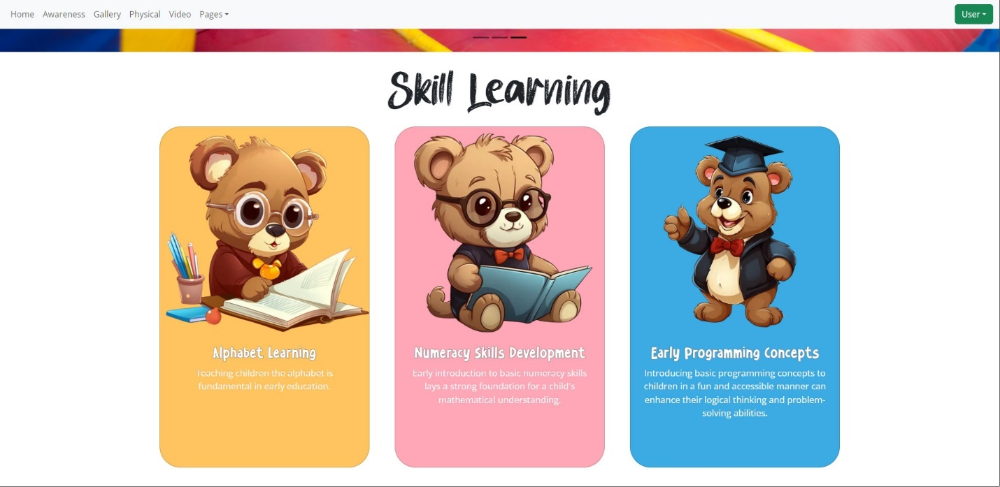 Home Awareness Gallery Physical Video Pages User
Skill Learning
Alphabet Learning
Teaching children the alphabet is
fundamental in early education.
Numeracy Skills Development
Early introduction to basic numeracy skills
lays a strong foundation for a child's
mathematical understanding.
Early Programming Concepts
Introducing basic programming concepts to
children in a fun and accessible manner can
enhance their logical thinking and problem-
solving abilities.